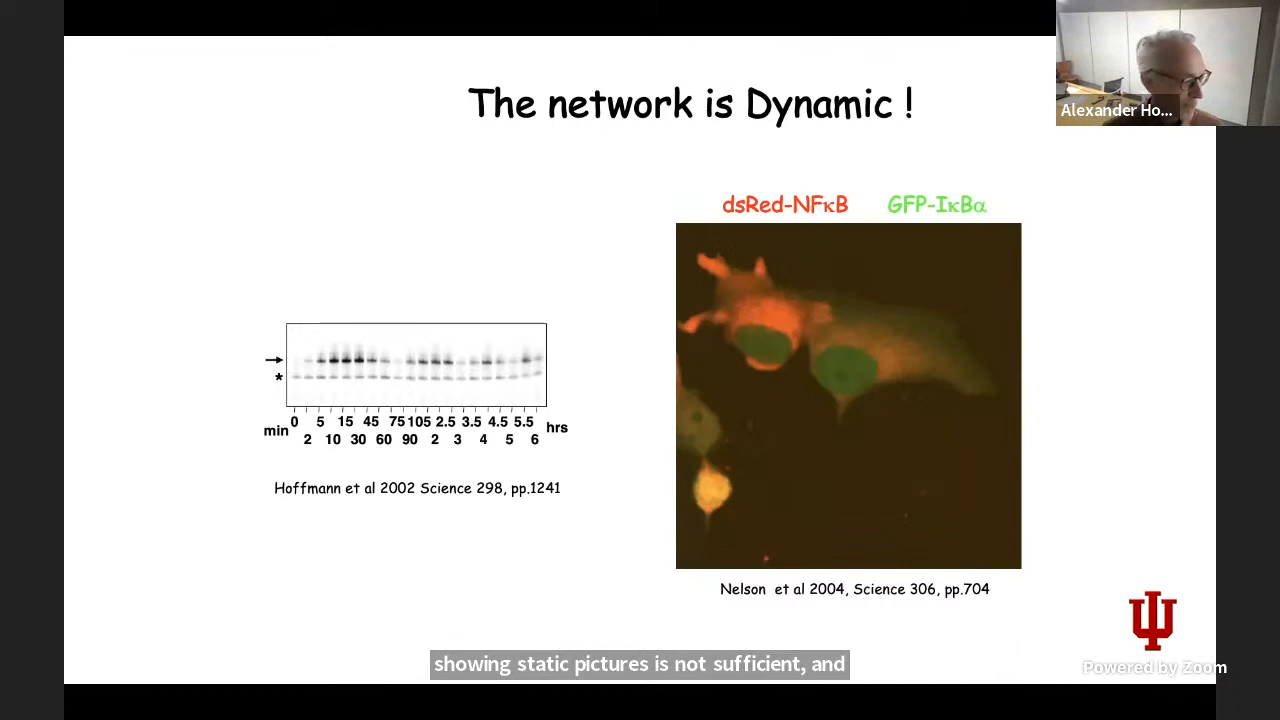 The network is Dynamic !
Alexander Ho...
dsRed-NFκB GFP-IκBα
*
0 5 15 45 75 105 2.5 3.5 4.5 5.5
min hrs
2 10 30 60 90 2 3 4 5 6
Hoffmann et al 2002 Science 298, pp.1241
Nelson et al 2004, Science 306, pp.704
showing static pictures is not sufficient, and
Powered by Zoom